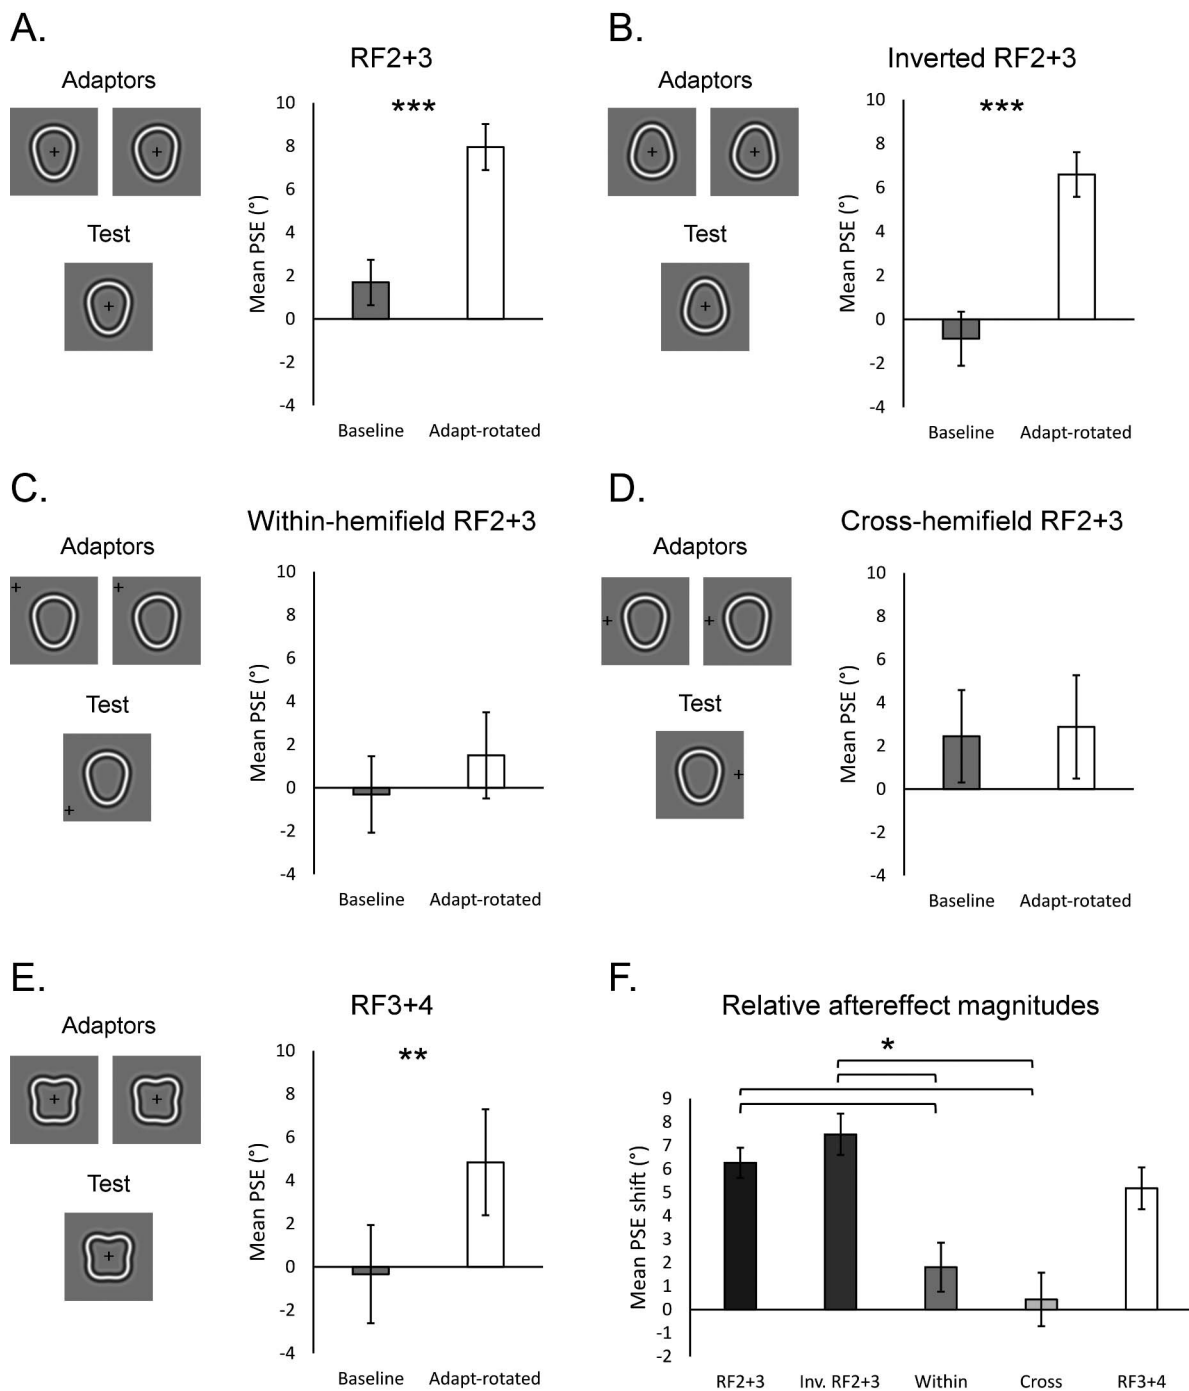 A.
RF2+3
Adaptors
Test
***
Mean PSE (°)
10
8
6
4
2
0
-2
-4
Baseline
Adapt-rotated
B.
Inverted RF2+3
Adaptors
Test
***
Mean PSE (°)
10
8
6
4
2
0
-2
-4
Baseline
Adapt-rotated
C.
Within-hemifield RF2+3
Adaptors
Test
Mean PSE (°)
10
8
6
4
2
0
-2
-4
Baseline
Adapt-rotated
D.
Cross-hemifield RF2+3
Adaptors
Test
Mean PSE (°)
10
8
6
4
2
0
-2
-4
Baseline
Adapt-rotated
E.
RF3+4
Adaptors
Test
**
Mean PSE (°)
10
8
6
4
2
0
-2
-4
Baseline
Adapt-rotated
F.
Relative aftereffect magnitudes
*
Mean PSE shift (°)
9
8
7
6
5
4
3
2
1
0
-1
-2
RF2+3
Inv. RF2+3
Within
Cross
RF3+4